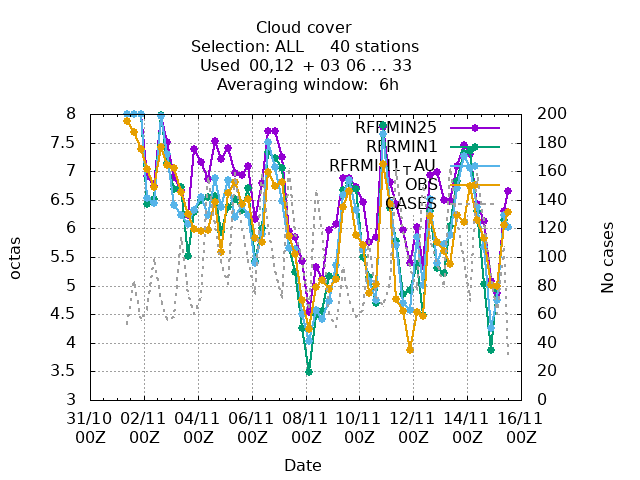 Cloud cover
Selection: ALL 40 stations
Used 00,12 + 03 06 ... 33
Averaging window: 6h
8 200
7.5 180
7 160
6.5 140
6 120
5.5 100
5 80
4.5 60
4 40
3.5 20
3 0
RFRMIN25
RFRMIN1
RFRMIN1_AU
OBS
CASES
octas
No cases
31/10 02/11 04/11 06/11 08/11 10/11 12/11 14/11 16/11
00Z 00Z 00Z 00Z 00Z 00Z 00Z 00Z 00Z
Date